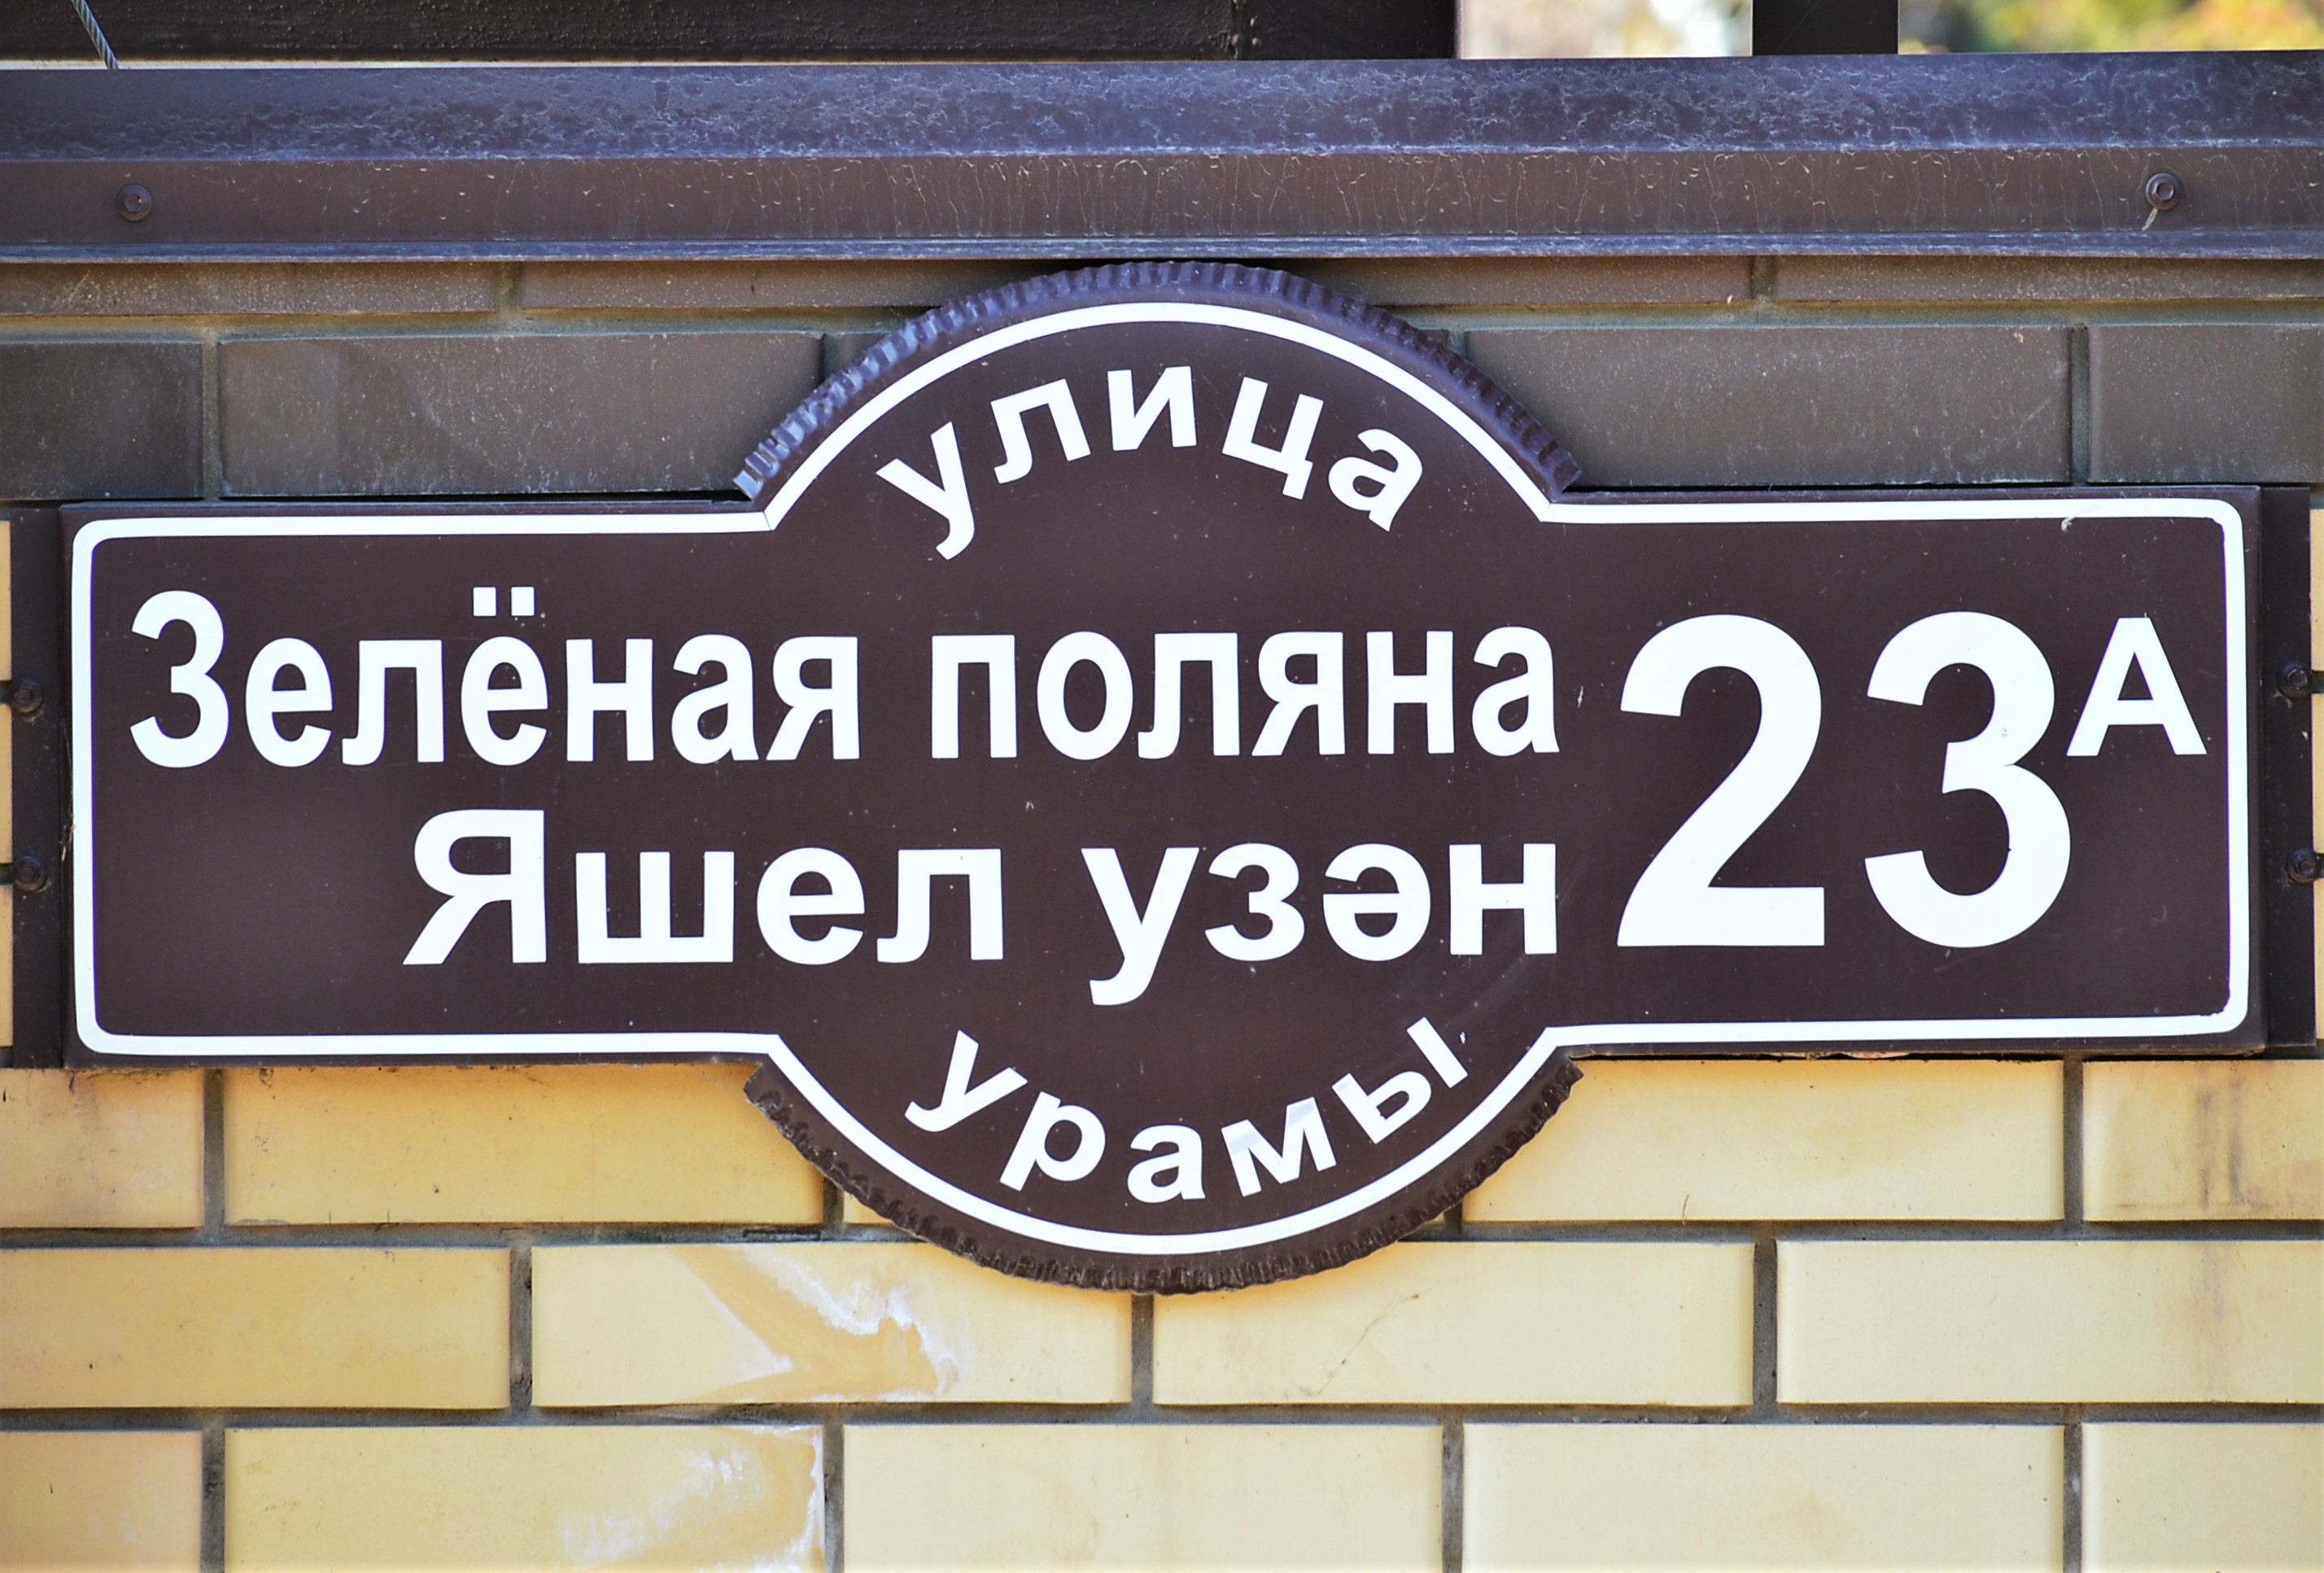 улица
Зелёная поляна
Яшел узән
23А
урамы